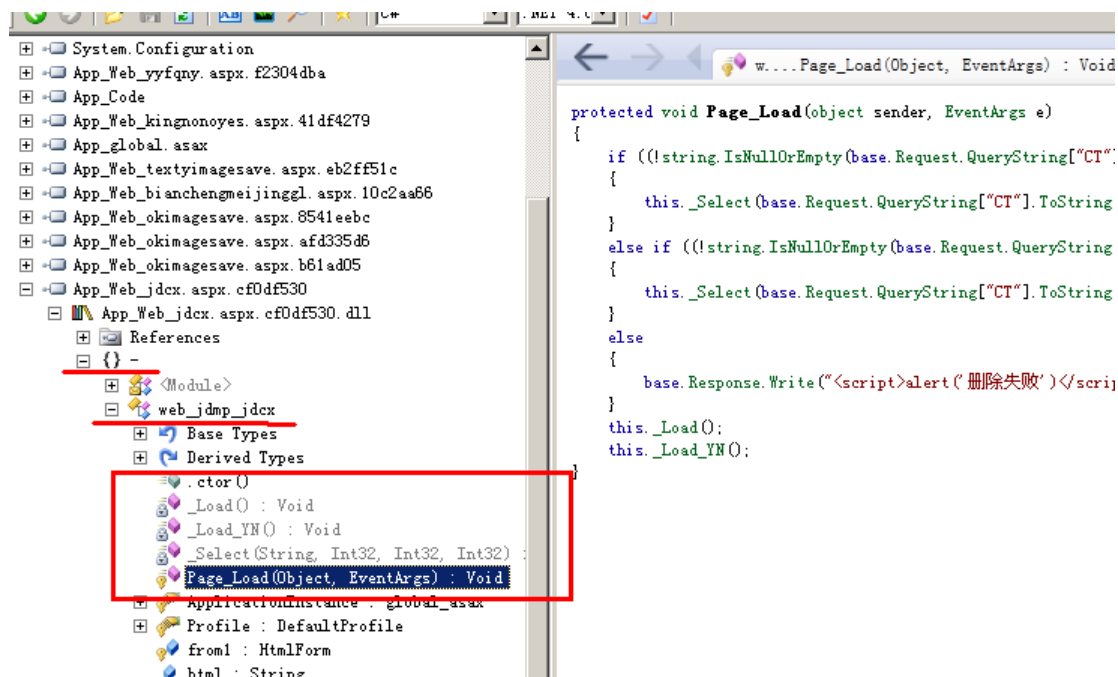 C#
.NET 4.0
System.Configuration
App_Web_yyfqny.aspx.f2304dba
App_Code
App_Web_kingnonoyes.aspx.41df4279
App_global.asax
App_Web_textyimagesave.aspx.eb2ff51c
App_Web_bianchengmeijinggl.aspx.10c2aa66
App_Web_okimagesave.aspx.8541eebc
App_Web_okimagesave.aspx.afd335d6
App_Web_okimagesave.aspx.b61ad05
App_Web_jdcx.aspx.cf0df530
App_Web_jdcx.aspx.cf0df530.dll
References
{} -
<Module>
web_jdmp_jdcx
Base Types
Derived Types
.ctor()
_Load() : Void
_Load_YN() : Void
_Select(String, Int32, Int32, Int32) :
Page_Load(Object, EventArgs) : Void
ApplicationInstance : global_asax
Profile : DefaultProfile
from1 : HtmlForm
html : String
w....Page_Load(Object, EventArgs) : Void
protected void Page_Load(object sender, EventArgs e)
{
if ((!string.IsNullOrEmpty(base.Request.QueryString["CT"]
{
this._Select(base.Request.QueryString["CT"].ToString
}
else if ((!string.IsNullOrEmpty(base.Request.QueryString
{
this._Select(base.Request.QueryString["CT"].ToString
}
else
{
base.Response.Write("<script>alert('删除失败')</scrip
}
this._Load();
this._Load_YN();
}